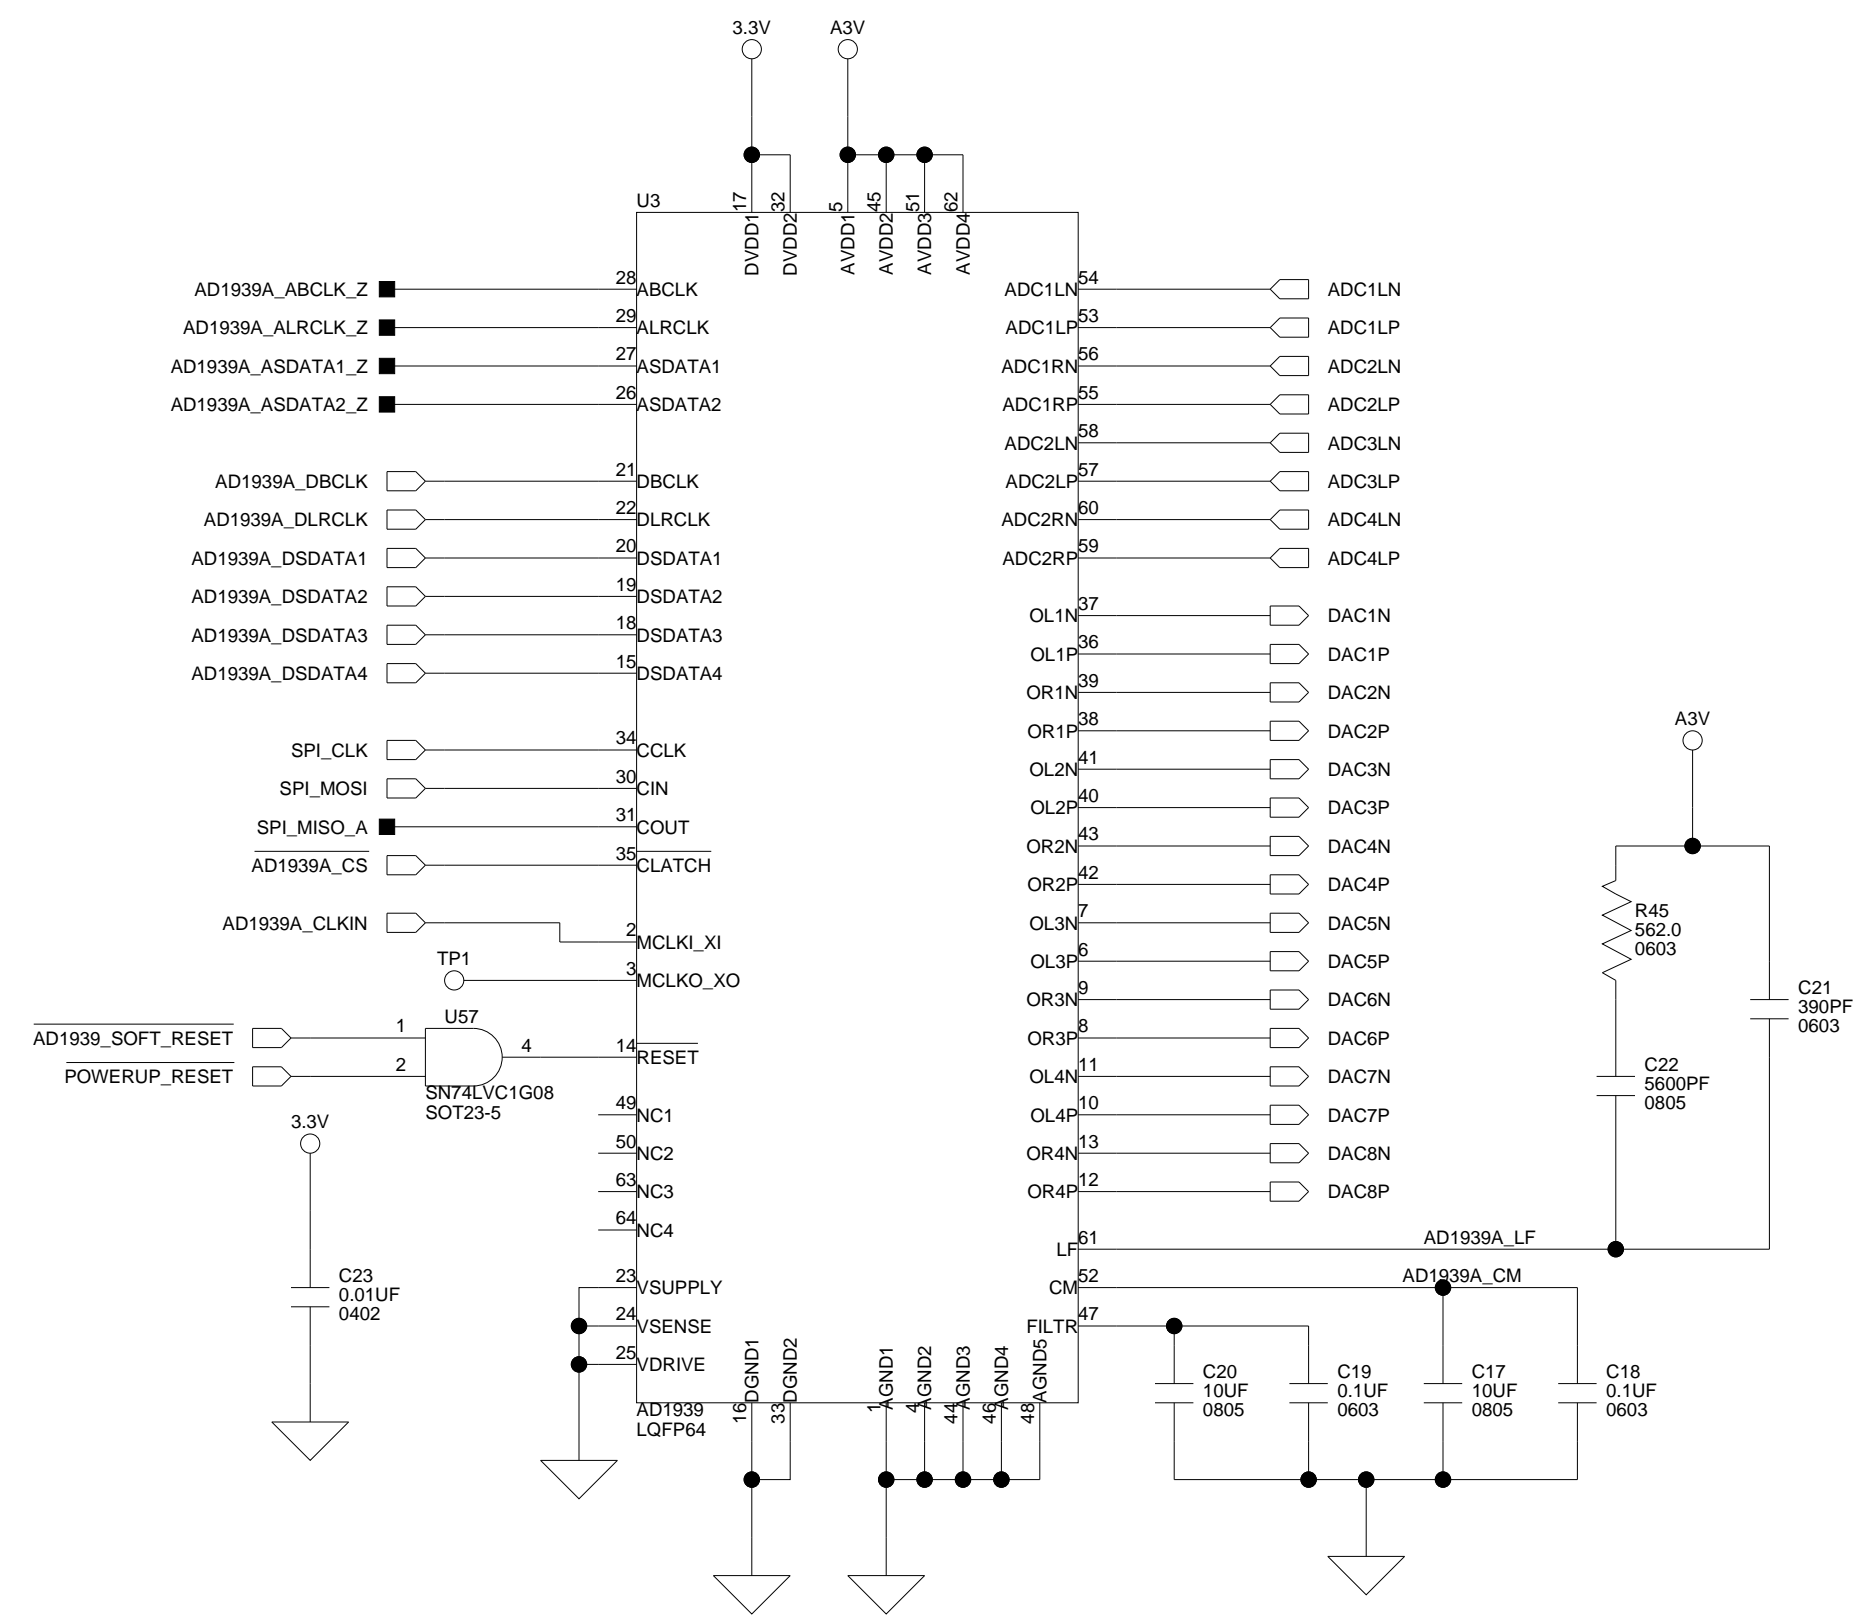 3.3V
A3V
U3
17
32
5
45
51
62
DVDD1
DVDD2
AVDD1
AVDD2
AVDD3
AVDD4
AD1939A_ABCLK_Z
28
ABCLK
AD1939A_ALRCLK_Z
29
ALRCLK
AD1939A_ASDATA1_Z
27
ASDATA1
AD1939A_ASDATA2_Z
26
ASDATA2
AD1939A_DBCLK
21
DBCLK
AD1939A_DLRCLK
22
DLRCLK
AD1939A_DSDATA1
20
DSDATA1
AD1939A_DSDATA2
19
DSDATA2
AD1939A_DSDATA3
18
DSDATA3
AD1939A_DSDATA4
15
DSDATA4
SPI_CLK
34
CCLK
SPI_MOSI
30
CIN
SPI_MISO_A
31
COUT
AD1939A_CS
35
CLATCH
AD1939A_CLKIN
2
MCLKI_XI
TP1
3
MCLKO_XO
U57
AD1939_SOFT_RESET
1
POWERUP_RESET
2
4
14
RESET
SN74LVC1G08
SOT23-5
49
NC1
50
NC2
63
NC3
64
NC4
3.3V
C23
0.01UF
0402
23
VSUPPLY
24
VSENSE
25
VDRIVE
AD1939
LQFP64
DGND1
DGND2
AGND1
AGND2
AGND3
AGND4
AGND5
16
33
1
4
44
46
48
ADC1LN
54
ADC1LN
ADC1LP
53
ADC1LP
ADC1RN
56
ADC2LN
ADC1RP
55
ADC2LP
ADC2LN
58
ADC3LN
ADC2LP
57
ADC3LP
ADC2RN
60
ADC4LN
ADC2RP
59
ADC4LP
OL1N
37
DAC1N
OL1P
36
DAC1P
OR1N
39
DAC2N
OR1P
38
DAC2P
OL2N
41
DAC3N
OL2P
40
DAC3P
OR2N
43
DAC4N
OR2P
42
DAC4P
OL3N
7
DAC5N
OL3P
6
DAC5P
OR3N
9
DAC6N
OR3P
8
DAC6P
OL4N
11
DAC7N
OL4P
10
DAC7P
OR4N
13
DAC8N
OR4P
12
DAC8P
LF
61
AD1939A_LF
CM
52
AD1939A_CM
FILTR
47
A3V
R45
562.0
0603
C21
390PF
0603
C22
5600PF
0805
C20
10UF
0805
C19
0.1UF
0603
C17
10UF
0805
C18
0.1UF
0603